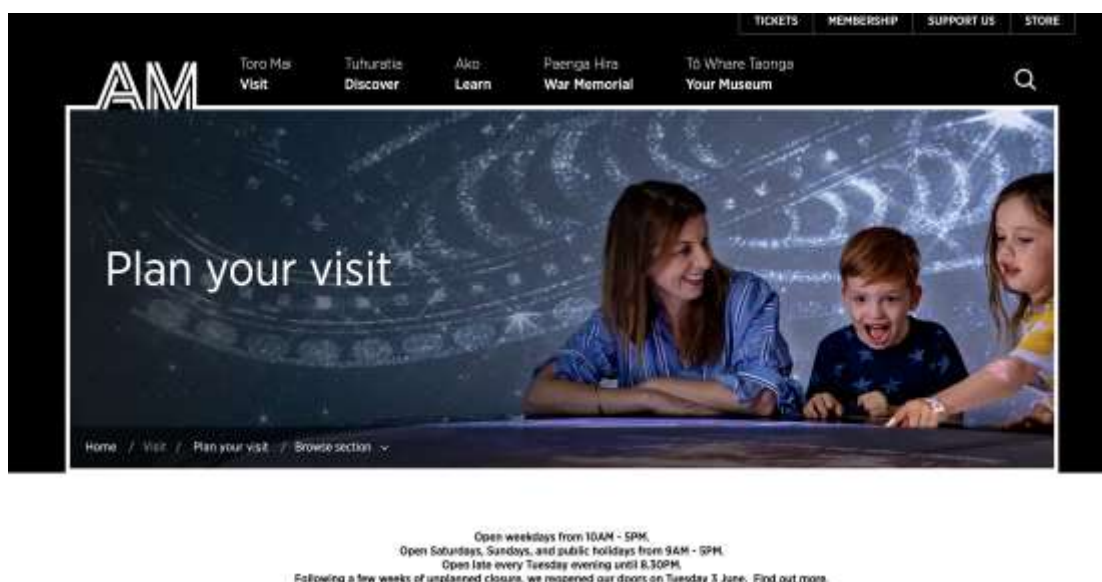 TICKETS MEMBERSHIP SUPPORT US STORE
AM
Toro Mai Tuhuratia Ako Paenga Hira Tō Whare Taonga
Visit Discover Learn War Memorial Your Museum
Plan your visit
Home / Visit / Plan your visit / Browse section
Open weekdays from 10AM - 5PM.
Open Saturdays, Sundays, and public holidays from 9AM - 5PM.
Open late every Tuesday evening until 8.30PM.
Following a few weeks of unplanned closure, we reopened our doors on Tuesday 3 June. Find out more.